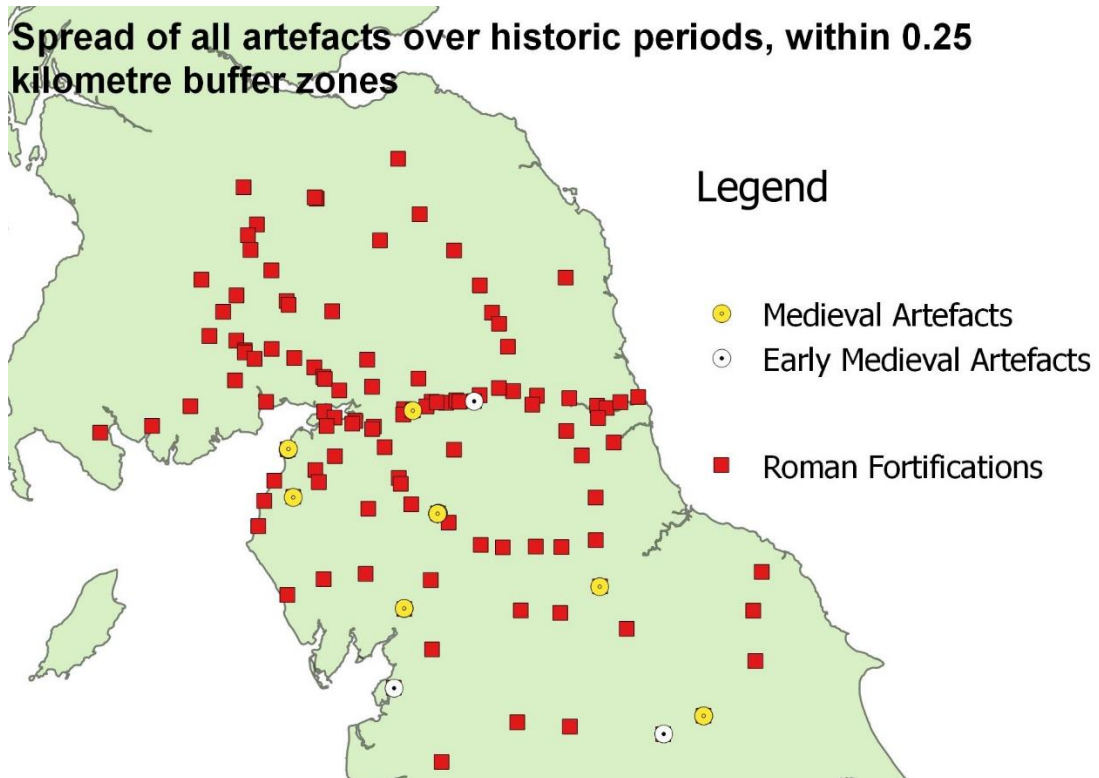 Spread of all artefacts over historic periods, within 0.25
kilometre buffer zones
Legend
Medieval Artefacts
Early Medieval Artefacts
Roman Fortifications